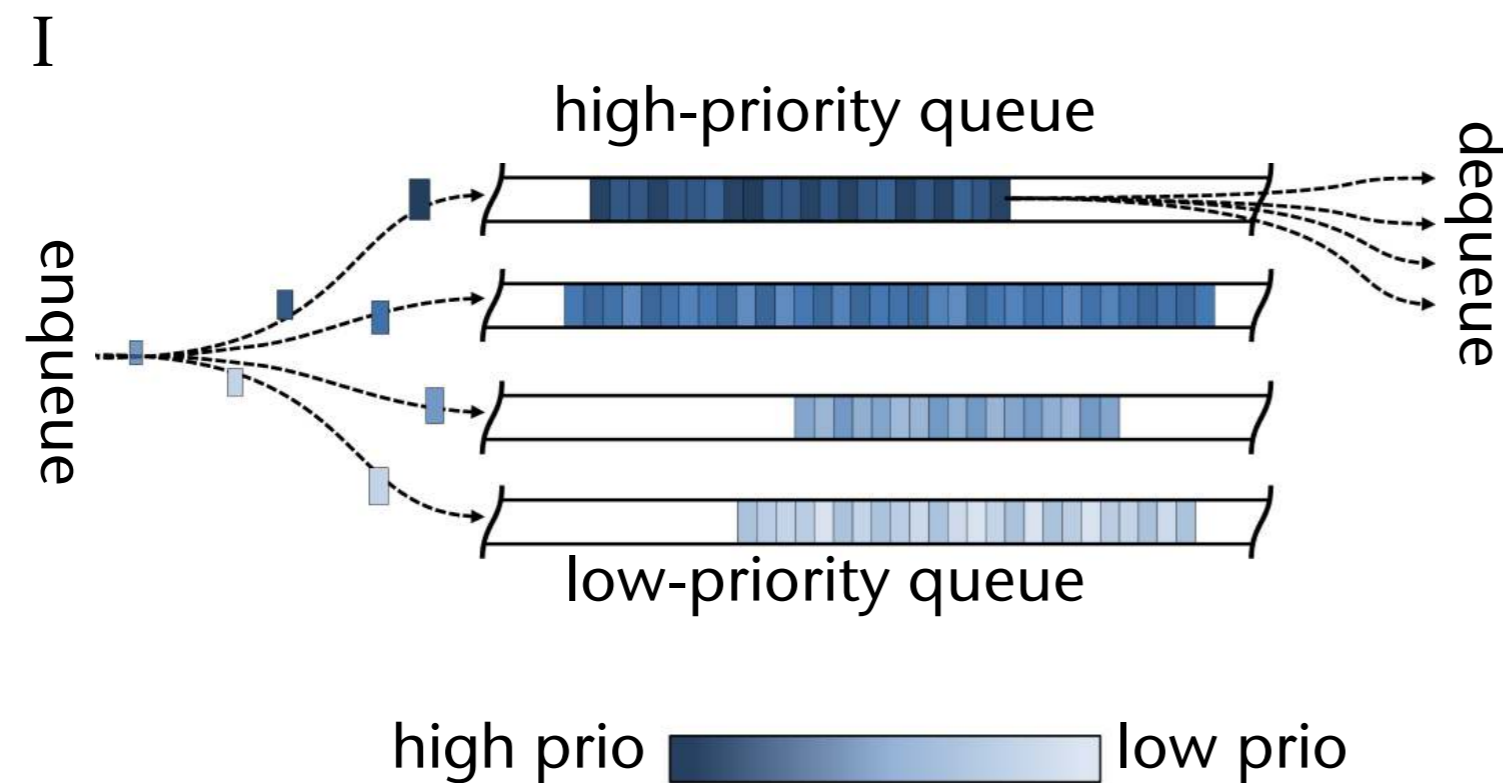 I
high-priority queue
enqueue
dequeue
low-priority queue
high prio
low prio